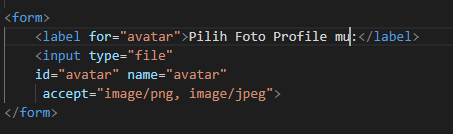 <form>
<label for="avatar">Pilih Foto Profile mu:</label>
<input type="file"
id="avatar" name="avatar"
accept="image/png, image/jpeg">
</form>